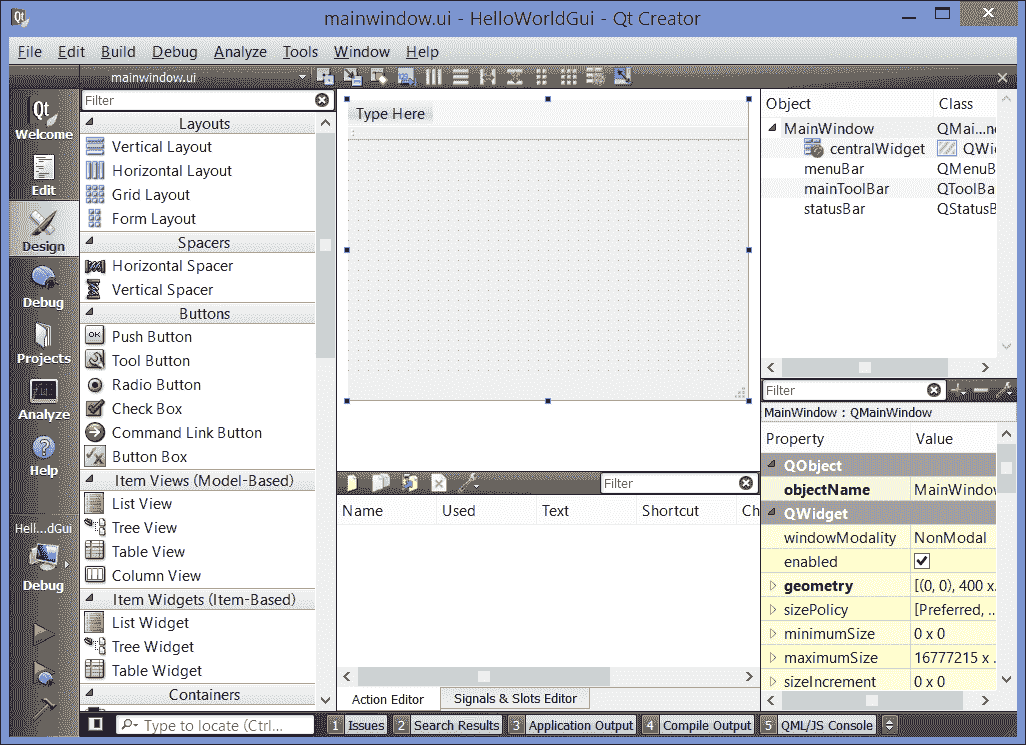 mainwindow.ui - HelloWorldGui - Qt Creator
File Edit Build Debug Analyze Tools Window Help
mainwindow.ui
Qt
Welcome
Edit
Design
Debug
Projects
Analyze
Help
Hell...dGui
Debug
Filter
Layouts
Vertical Layout
Horizontal Layout
Grid Layout
Form Layout
Spacers
Horizontal Spacer
Vertical Spacer
Buttons
OK Push Button
Tool Button
Radio Button
Check Box
Command Link Button
Button Box
Item Views (Model-Based)
List View
Tree View
Table View
Column View
Item Widgets (Item-Based)
List Widget
Tree Widget
Table Widget
Containers
Type Here
Filter
Name Used Text Shortcut Ch
Action Editor Signals & Slots Editor
Object Class
MainWindow QMai...
centralWidget QWi
menuBar QMenuB
mainToolBar QToolBa
statusBar QStatusB
Filter
MainWindow : QMainWindow
Property Value
QObject
objectName MainWindow
QWidget
windowModality NonModal
enabled
geometry [(0, 0), 400 x.
sizePolicy [Preferred, ..
minimumSize 0 x 0
maximumSize 16777215 x .
sizeIncrement 0 x 0
Type to locate (Ctrl... 1 Issues 2 Search Results 3 Application Output 4 Compile Output 5 QML/JS Console